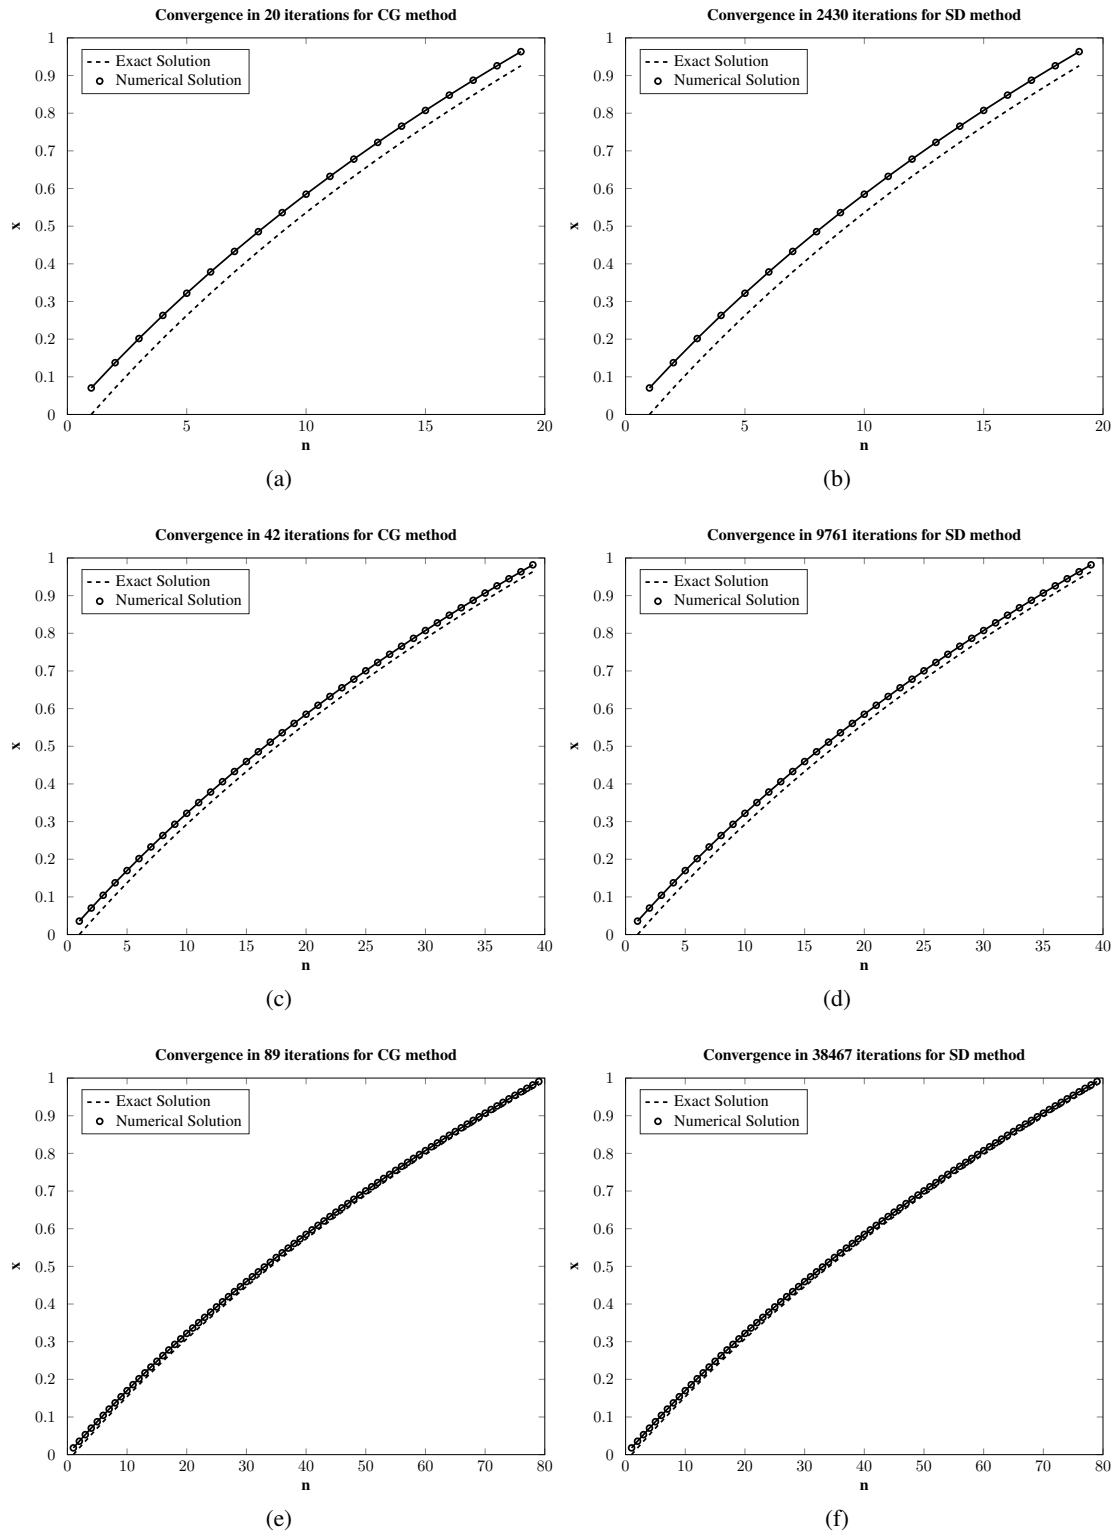 Convergence in 20 iterations for CG method
1
0.9
0.8
0.7
0.6
0.5
0.4
0.3
0.2
0.1
0
x
Exact Solution
Numerical Solution
0 5 10 15 20
n
(a)
Convergence in 2430 iterations for SD method
1
0.9
0.8
0.7
0.6
0.5
0.4
0.3
0.2
0.1
0
x
Exact Solution
Numerical Solution
0 5 10 15 20
n
(b)
Convergence in 42 iterations for CG method
1
0.9
0.8
0.7
0.6
0.5
0.4
0.3
0.2
0.1
0
x
Exact Solution
Numerical Solution
0 5 10 15 20 25 30 35 40
n
(c)
Convergence in 9761 iterations for SD method
1
0.9
0.8
0.7
0.6
0.5
0.4
0.3
0.2
0.1
0
x
Exact Solution
Numerical Solution
0 5 10 15 20 25 30 35 40
n
(d)
Convergence in 89 iterations for CG method
1
0.9
0.8
0.7
0.6
0.5
0.4
0.3
0.2
0.1
0
x
Exact Solution
Numerical Solution
0 10 20 30 40 50 60 70 80
n
(e)
Convergence in 38467 iterations for SD method
1
0.9
0.8
0.7
0.6
0.5
0.4
0.3
0.2
0.1
0
x
Exact Solution
Numerical Solution
0 10 20 30 40 50 60 70 80
n
(f)